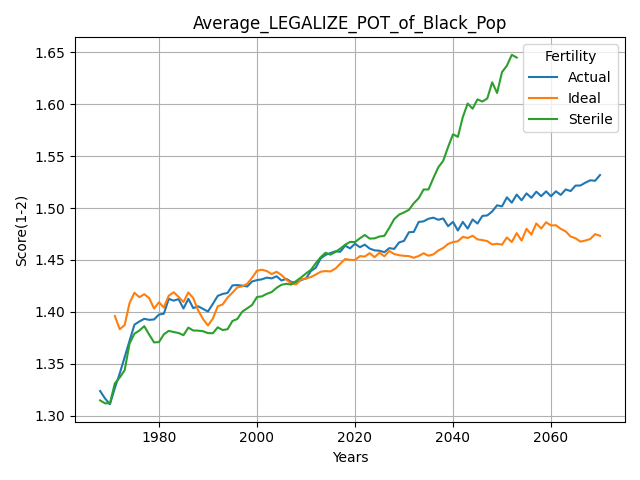 Average_LEGALIZE_POT_of_Black_Pop
Score(1-2)
1.65
1.60
1.55
1.50
1.45
1.40
1.35
1.30
Fertility
Actual
Ideal
Sterile
1980
2000
2020
2040
2060
Years